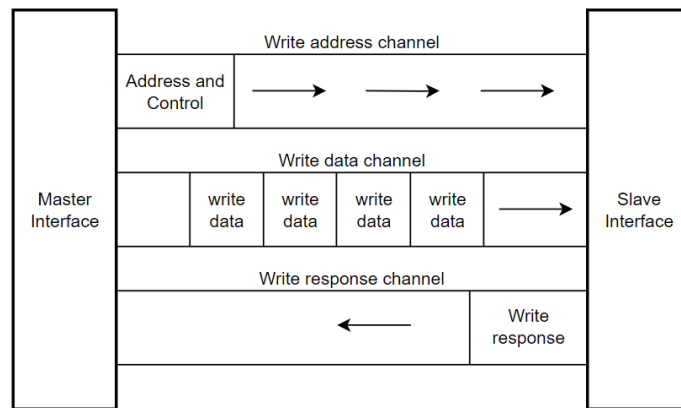 Write address channel
Address and
Control
Write data channel
Master
Interface
write
data
write
data
write
data
write
data
Slave
Interface
Write response channel
Write
response